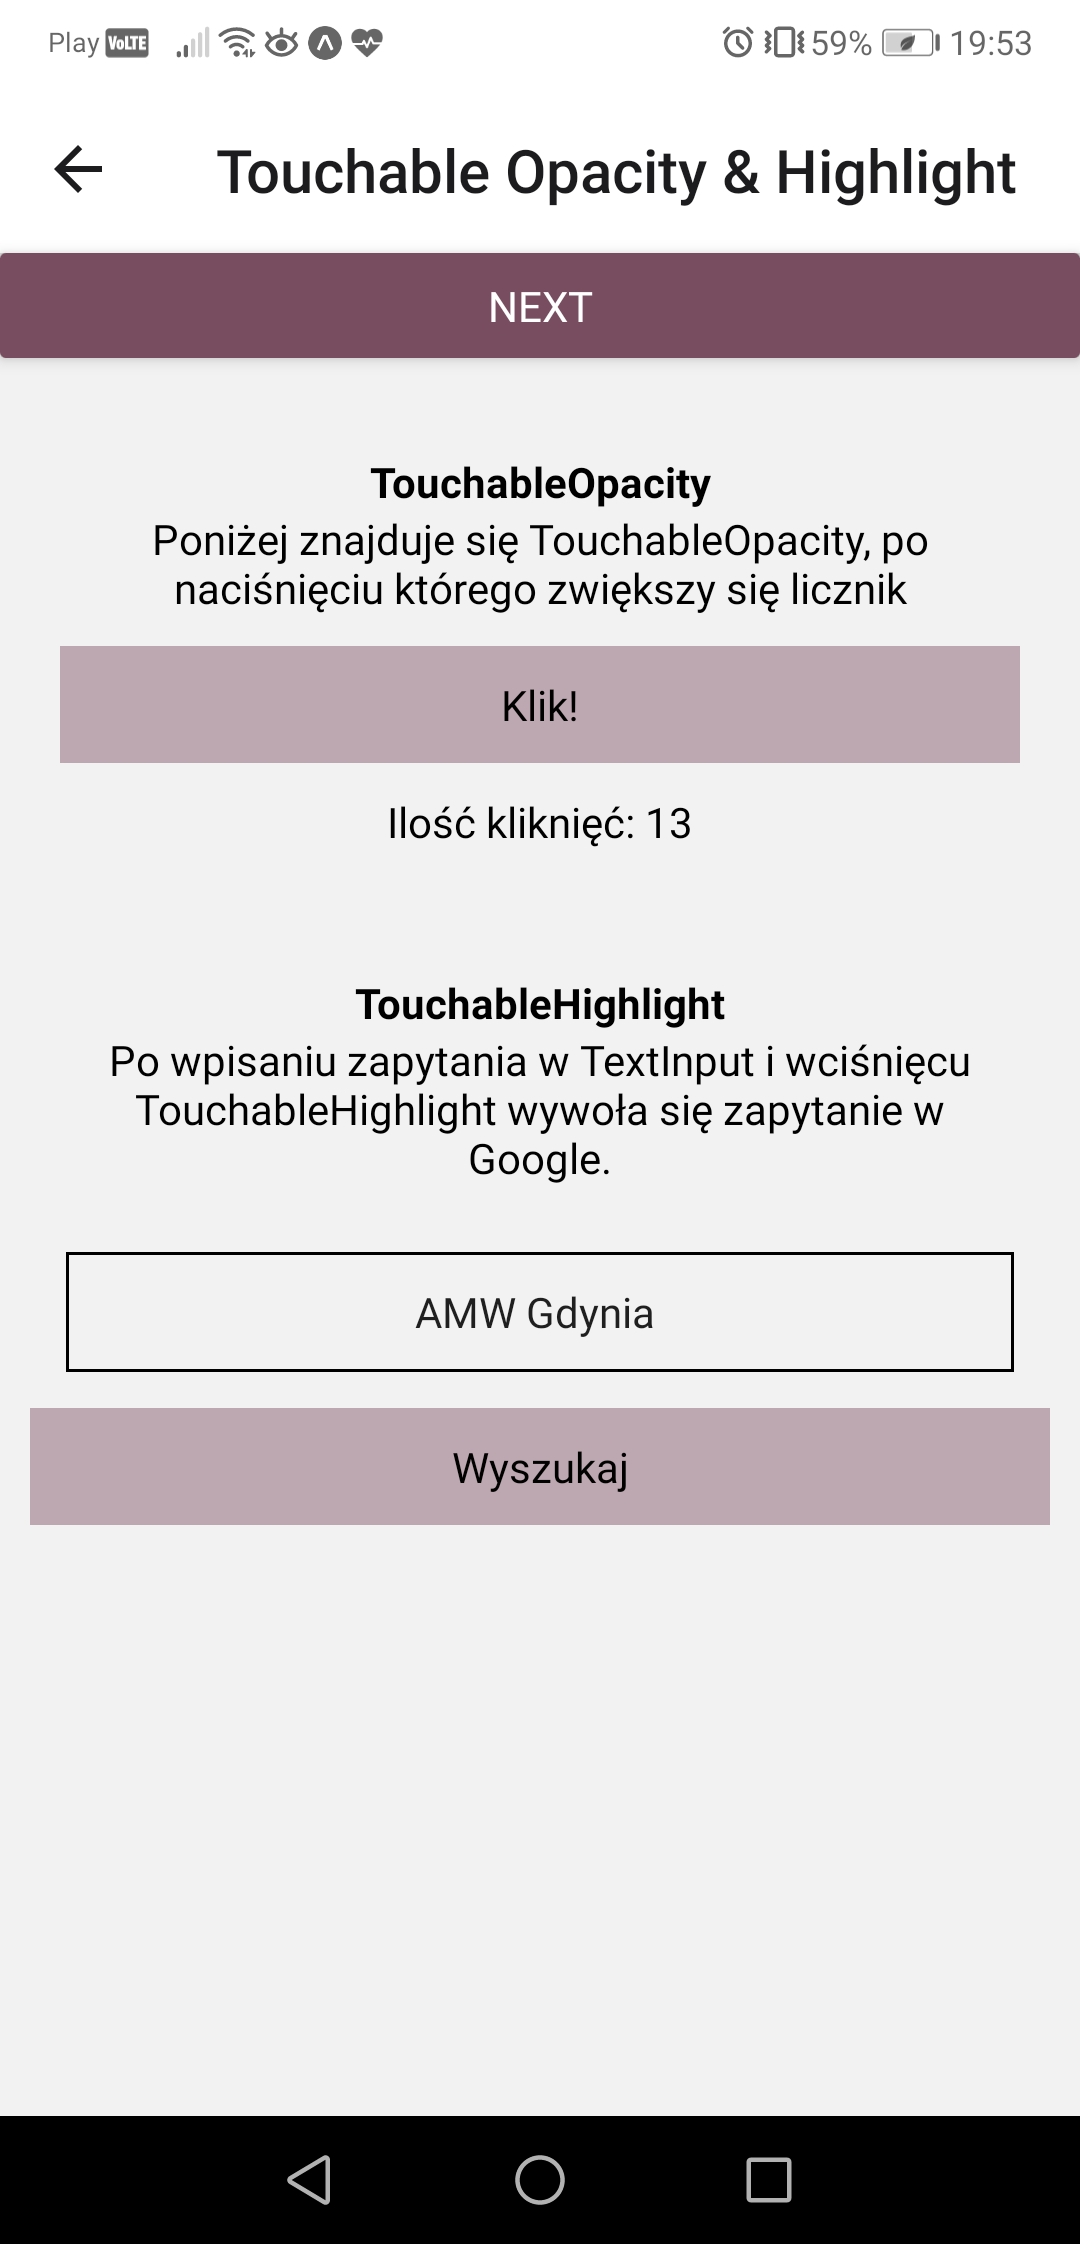 Play VoLTE 59% 19:53
Touchable Opacity & Highlight
NEXT
TouchableOpacity
Poniżej znajduje się TouchableOpacity, po
naciśnięciu którego zwiększy się licznik
Klik!
Ilość kliknięć: 13
TouchableHighlight
Po wpisaniu zapytania w TextInput i wciśnięcu
TouchableHighlight wywoła się zapytanie w
Google.
AMW Gdynia
Wyszukaj